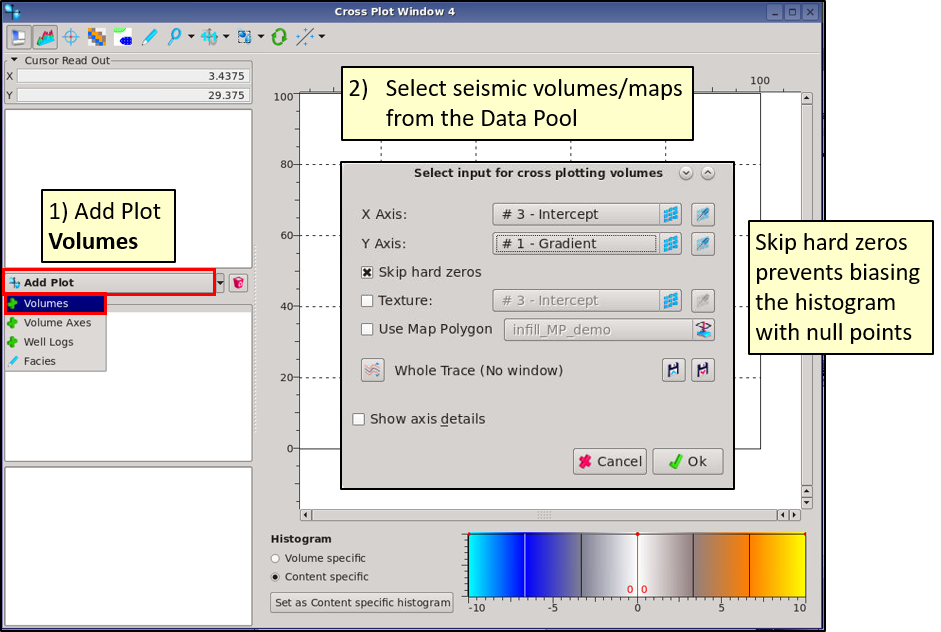 Cross Plot Window 4
Cursor Read Out
X 3.4375
Y 29.375
2) Select seismic volumes/maps
from the Data Pool
100
100
80
60
40
20
0
1) Add Plot
Volumes
Add Plot
Volumes
Volume Axes
Well Logs
Facies
Select input for cross plotting volumes
X Axis: # 3 - Intercept
Y Axis: # 1 - Gradient
Skip hard zeros
Texture: # 3 - Intercept
Use Map Polygon infill_MP_demo
Whole Trace (No window)
Show axis details
Cancel Ok
Skip hard zeros
prevents biasing
the histogram
with null points
Histogram
Volume specific
Content specific
Set as Content specific histogram
0 0
-10 -5 0 5 10